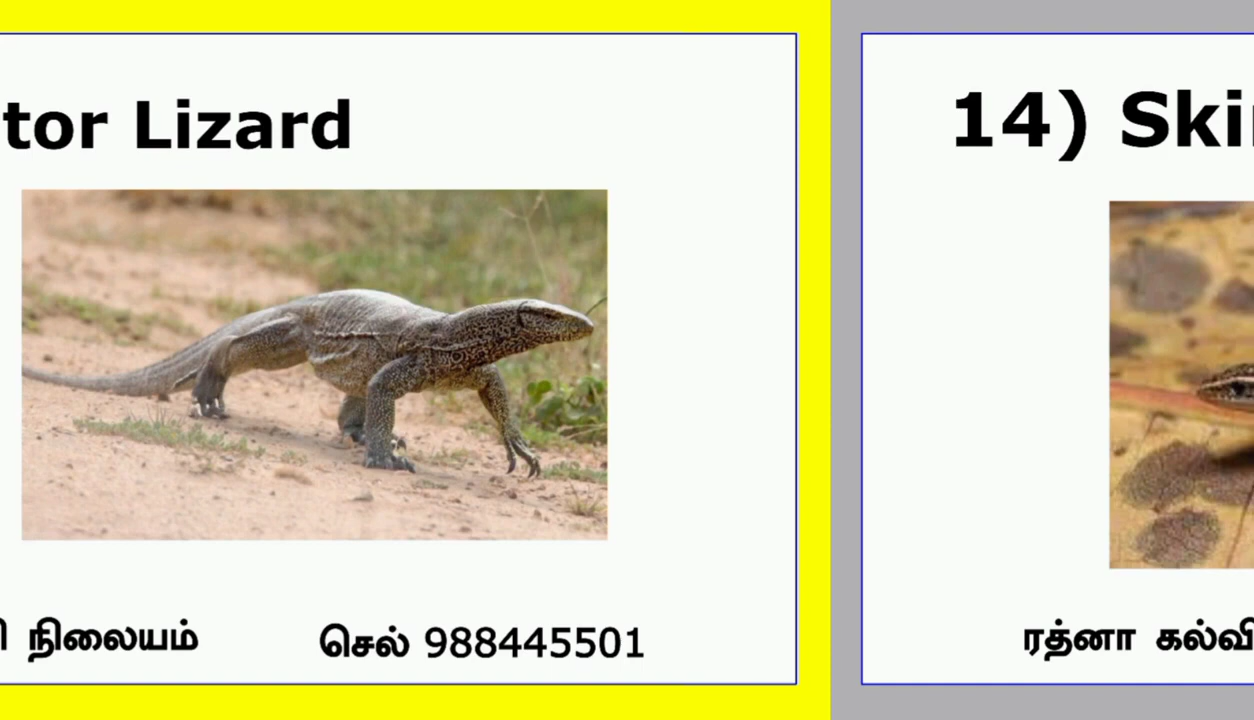 tor Lizard
நிலையம் செல் 988445501
14) Ski
ரத்னா கல்வி